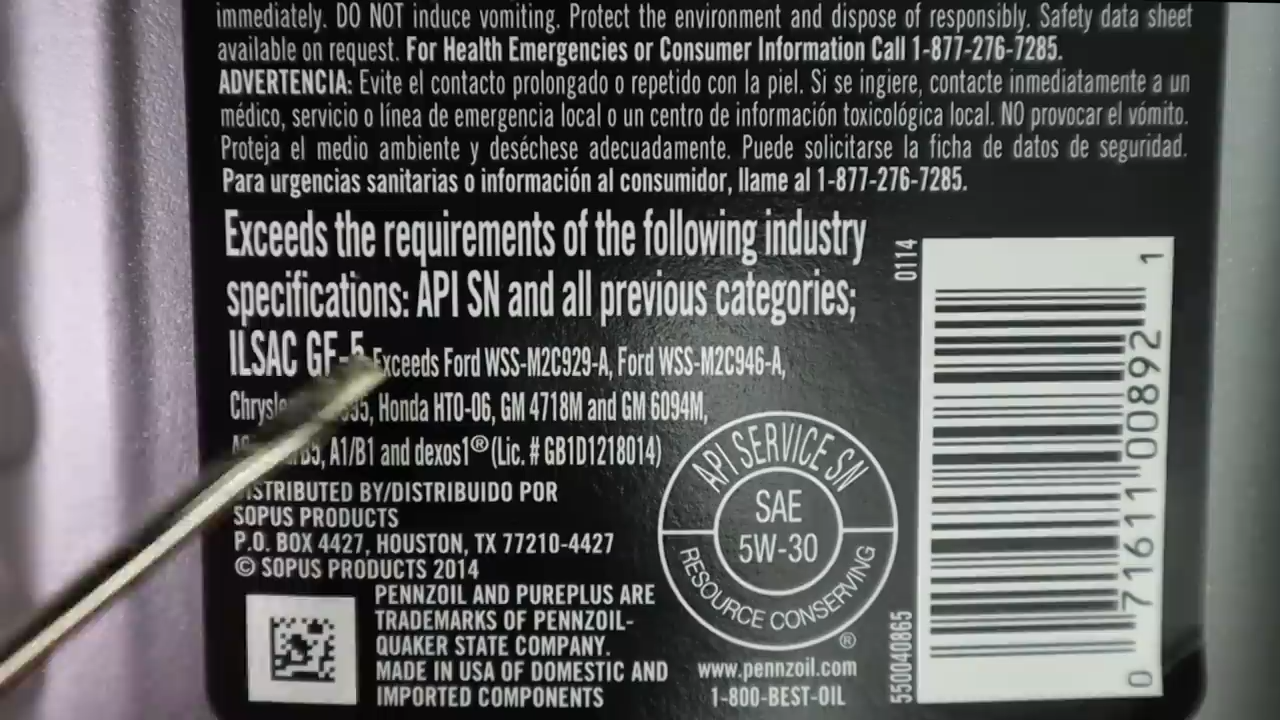 immediately. DO NOT induce vomiting. Protect the environment and dispose of responsibly. Safety data sheet
available on request. For Health Emergencies or Consumer Information Call 1-877-276-7285.
ADVERTENCIA: Evite el contacto prolongado o repetido con la piel. Si se ingiere, contacte inmediatamente a un
médico, servicio o línea de emergencia local o un centro de información toxicológica local. NO provocar el vómito.
Proteja el medio ambiente y deséchese adecuadamente. Puede solicitarse la ficha de datos de seguridad.
Para urgencias sanitarias o información al consumidor, llame al 1-877-276-7285.
Exceeds the requirements of the following industry
specifications: API SN and all previous categories;
ILSAC GF-5 Exceeds Ford WSS-M2C929-A, Ford WSS-M2C946-A,
Honda HTO-06, GM 4718M and GM 6094M,
A1/B1 and dexos1® (Lic. # GB1D1218014)
DISTRIBUTED BY/DISTRIBUIDO POR
SOPUS PRODUCTS
P.O. BOX 4427, HOUSTON, TX 77210-4427
© SOPUS PRODUCTS 2014
PENNZOIL AND PUREPLUS ARE
TRADEMARKS OF PENNZOIL-
QUAKER STATE COMPANY.
MADE IN USA OF DOMESTIC AND
IMPORTED COMPONENTS
API SERVICE SN
SAE
5W-30
RESOURCE CONSERVING
®
www.pennzoil.com
1-800-BEST-OIL
0114
550040865
0 71611 00892 1